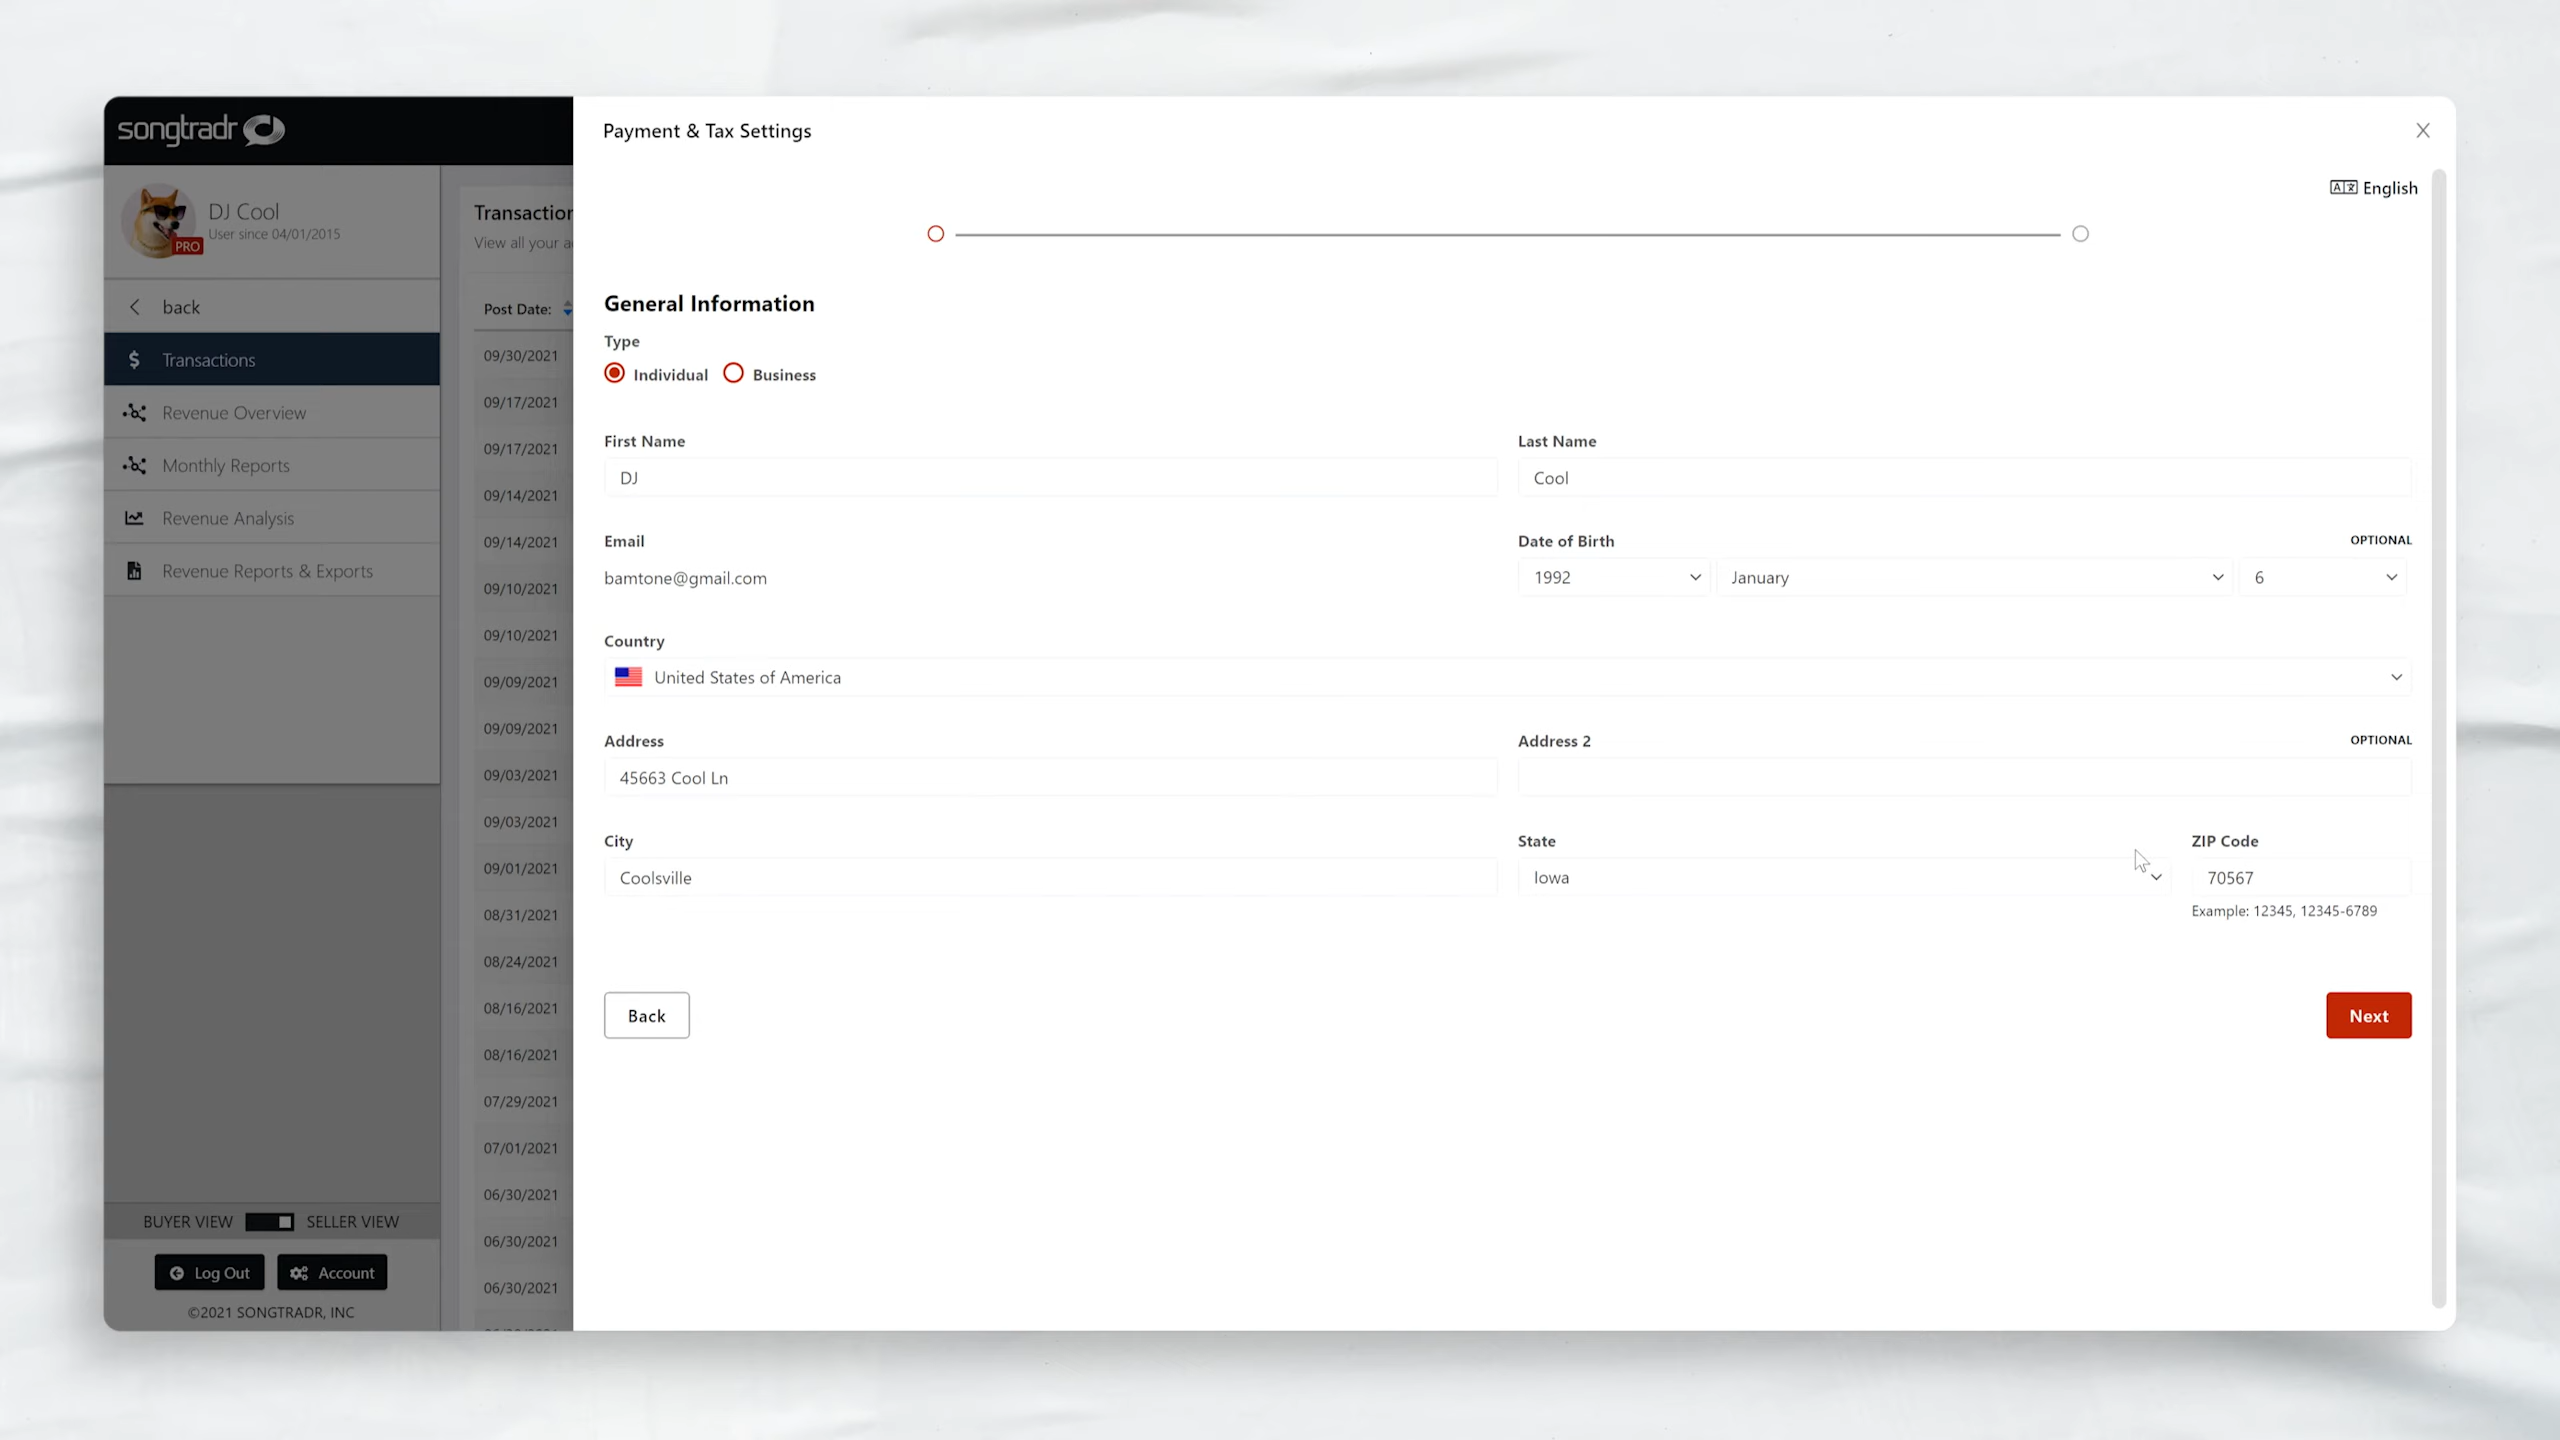 songtradr
DJ Cool
User since 04/01/2015
PRO
back
Transactions
Revenue Overview
Monthly Reports
Revenue Analysis
Revenue Reports & Exports
BUYER VIEW SELLER VIEW
Log Out Account
©2021 SONGTRADR, INC
Transaction
View all your a
Post Date:
09/30/2021
09/17/2021
09/17/2021
09/14/2021
09/14/2021
09/10/2021
09/10/2021
09/09/2021
09/09/2021
09/03/2021
09/03/2021
09/01/2021
08/31/2021
08/24/2021
08/16/2021
08/16/2021
07/29/2021
07/01/2021
06/30/2021
06/30/2021
06/30/2021
Payment & Tax Settings
English
General Information
Type
Individual Business
First Name Last Name
DJ Cool
Email Date of Birth OPTIONAL
bamtone@gmail.com 1992 January 6
Country
United States of America
Address Address 2 OPTIONAL
45663 Cool Ln
City State ZIP Code
Coolsville Iowa 70567
Example: 12345, 12345-6789
Back Next